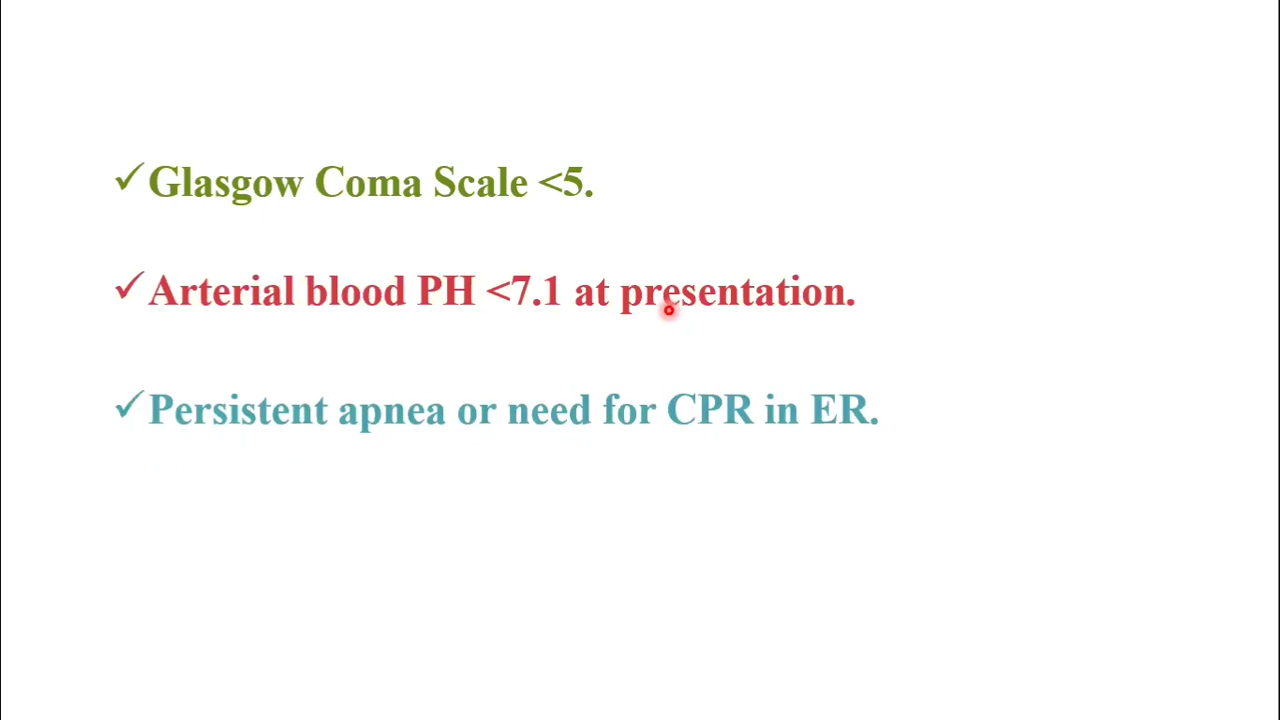 ✓Glasgow Coma Scale <5.
✓Arterial blood PH <7.1 at presentation.
✓Persistent apnea or need for CPR in ER.